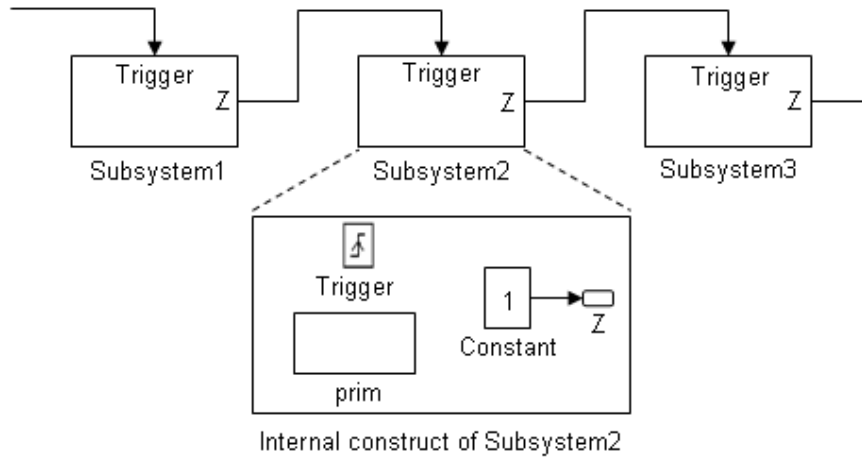 Trigger
Z
Subsystem1
Trigger
Z
Subsystem2
Trigger
Z
Subsystem3
Trigger
1
Constant
Z
prim
Internal construct of Subsystem2